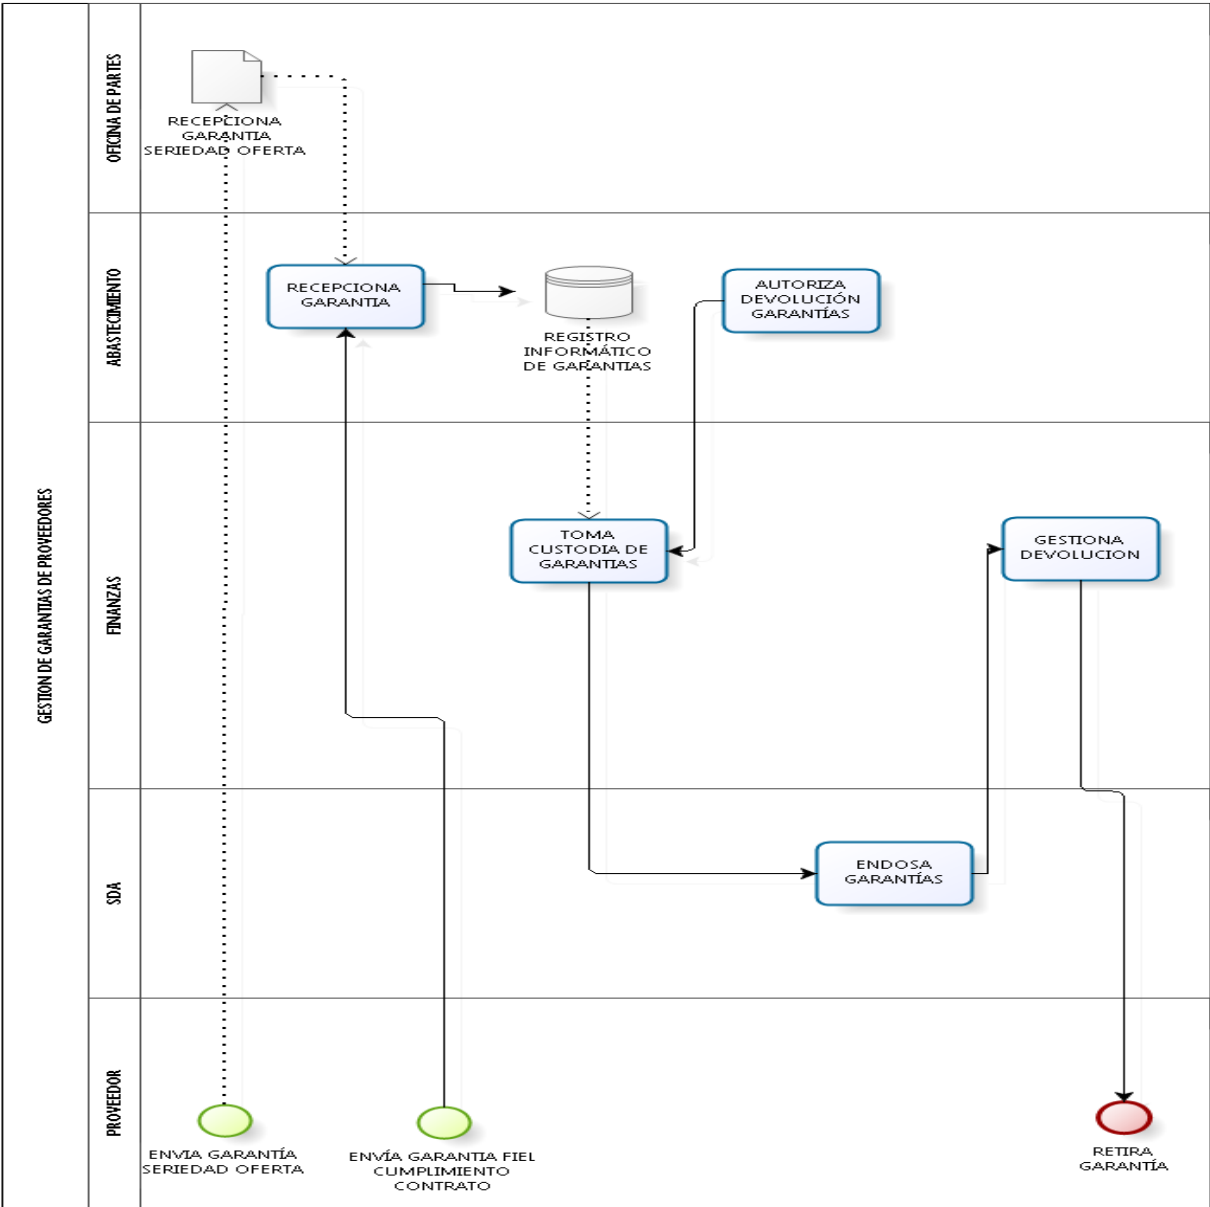 GESTION DE GARANTIAS DE PROVEEDORES
OFICINA DE PARTES
RECEPCIONA
GARANTIA
SERIEDAD OFERTA
ABASTECIMIENTO
RECEPCIONA
GARANTIA
REGISTRO
INFORMÁTICO
DE GARANTIAS
AUTORIZA
DEVOLUCIÓN
GARANTÍAS
FINANZAS
TOMA
CUSTODIA DE
GARANTIAS
GESTIONA
DEVOLUCION
SDA
ENDOSA
GARANTÍAS
PROVEEDOR
ENVIA GARANTÍA
SERIEDAD OFERTA
ENVÍA GARANTIA FIEL
CUMPLIMIENTO
CONTRATO
RETIRA
GARANTÍA